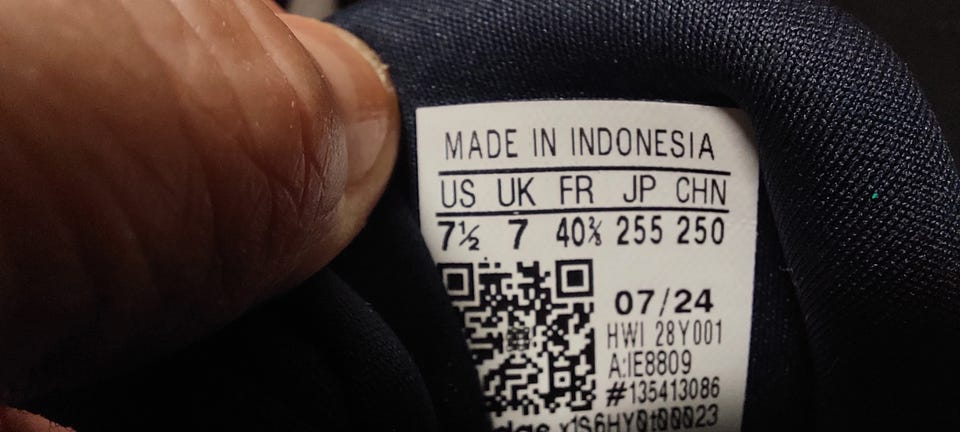 MADE IN INDONESIA
US UK FR JP CHN
7½ 7 40⅔ 255 250
07/24
HWI 28Y001
A:IE8809
#135413086